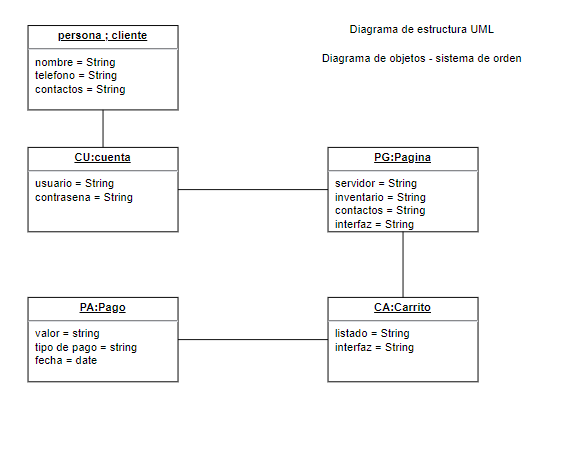 Diagrama de estructura UML
Diagrama de objetos - sistema de orden
persona ; cliente
nombre = String
telefono = String
contactos = String
CU:cuenta
usuario = String
contrasena = String
PG:Pagina
servidor = String
inventario = String
contactos = String
interfaz = String
PA:Pago
valor = string
tipo de pago = string
fecha = date
CA:Carrito
listado = String
interfaz = String